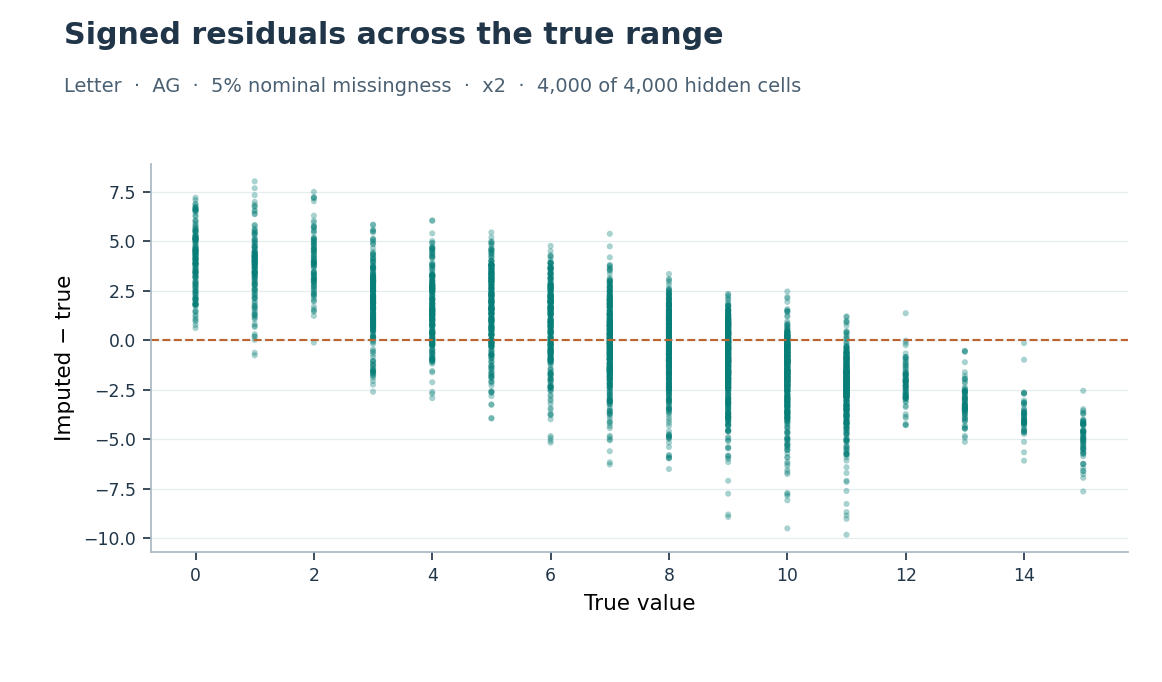 Signed residuals across the true range
Letter · AG · 5% nominal missingness · x2 · 4,000 of 4,000 hidden cells
Imputed − true
7.5
5.0
2.5
0.0
−2.5
−5.0
−7.5
−10.0
0 2 4 6 8 10 12 14
True value